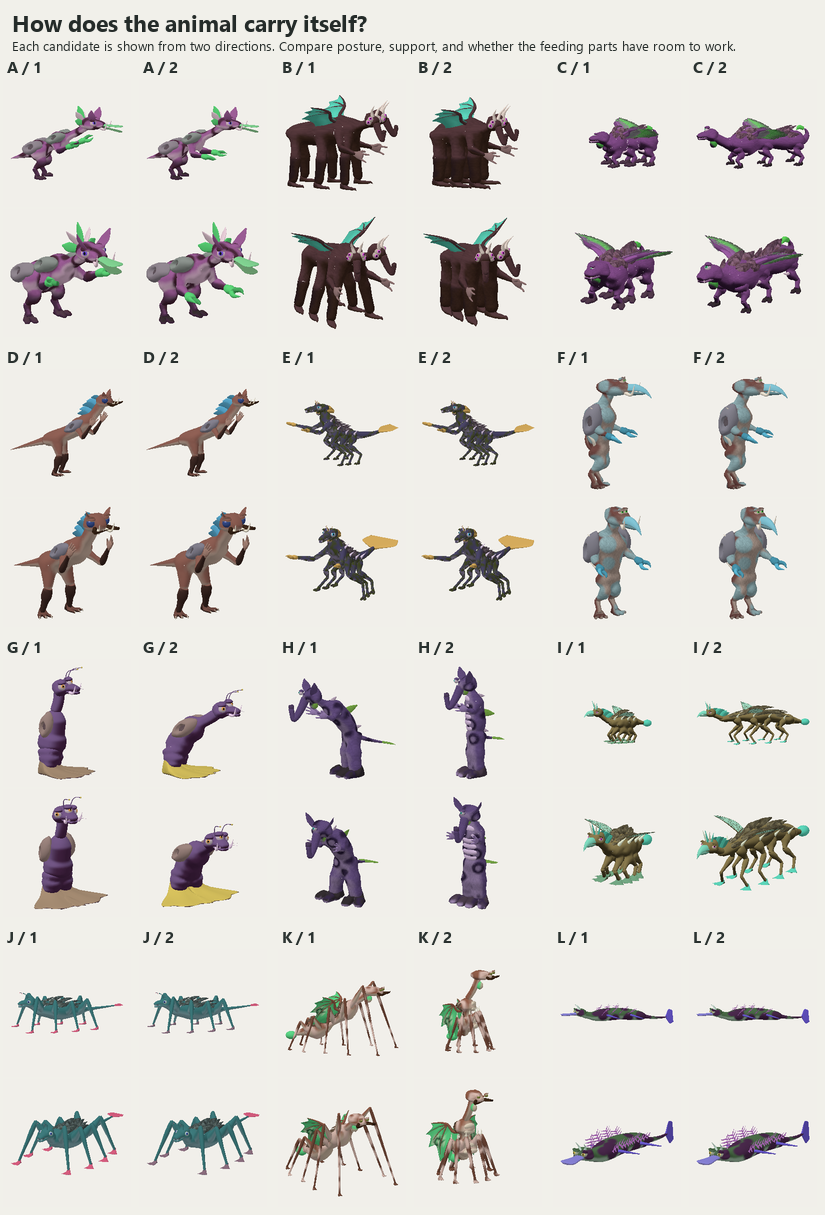 How does the animal carry itself?
Each candidate is shown from two directions. Compare posture, support, and whether the feeding parts have room to work.
A / 1 A / 2 B / 1 B / 2 C / 1 C / 2
D / 1 D / 2 E / 1 E / 2 F / 1 F / 2
G / 1 G / 2 H / 1 H / 2 I / 1 I / 2
J / 1 J / 2 K / 1 K / 2 L / 1 L / 2